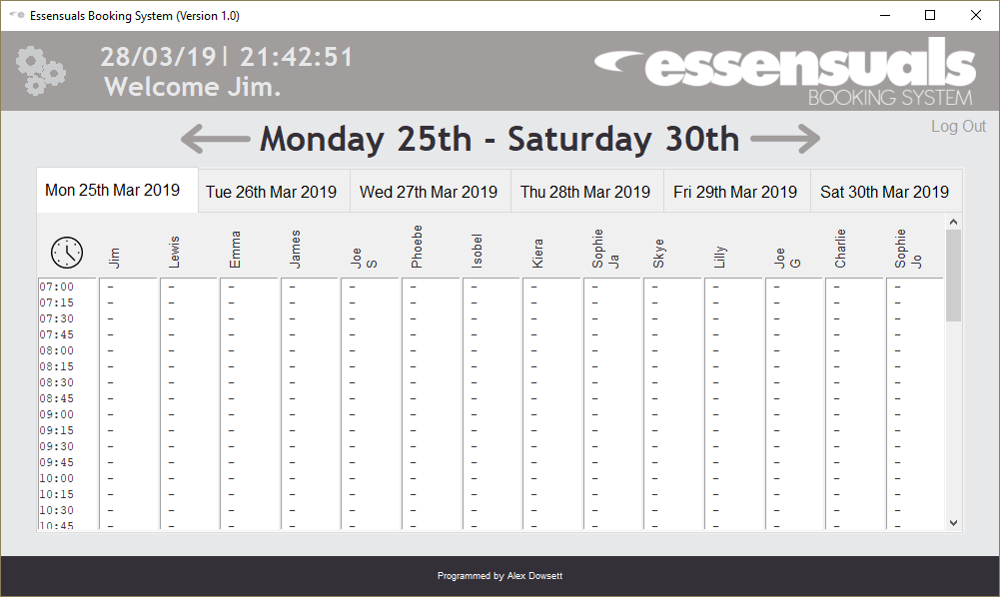 Essensuals Booking System (Version 1.0)
28/03/19| 21:42:51
Welcome Jim.
essensuals
BOOKING SYSTEM
Log Out
Monday 25th - Saturday 30th
Mon 25th Mar 2019 Tue 26th Mar 2019 Wed 27th Mar 2019 Thu 28th Mar 2019 Fri 29th Mar 2019 Sat 30th Mar 2019
Jim Lewis Emma James Joe S Phoebe Isobel Kiera Sophie Ja Skye Lilly Joe G Charlie Sophie Jo
07:00 – – – – – – – – – – – – – –
07:15 – – – – – – – – – – – – – –
07:30 – – – – – – – – – – – – – –
07:45 – – – – – – – – – – – – – –
08:00 – – – – – – – – – – – – – –
08:15 – – – – – – – – – – – – – –
08:30 – – – – – – – – – – – – – –
08:45 – – – – – – – – – – – – – –
09:00 – – – – – – – – – – – – – –
09:15 – – – – – – – – – – – – – –
09:30 – – – – – – – – – – – – – –
09:45 – – – – – – – – – – – – – –
10:00 – – – – – – – – – – – – – –
10:15 – – – – – – – – – – – – – –
10:30 – – – – – – – – – – – – – –
10:45 – – – – – – – – – – – – – –
Programmed by Alex Dowsett